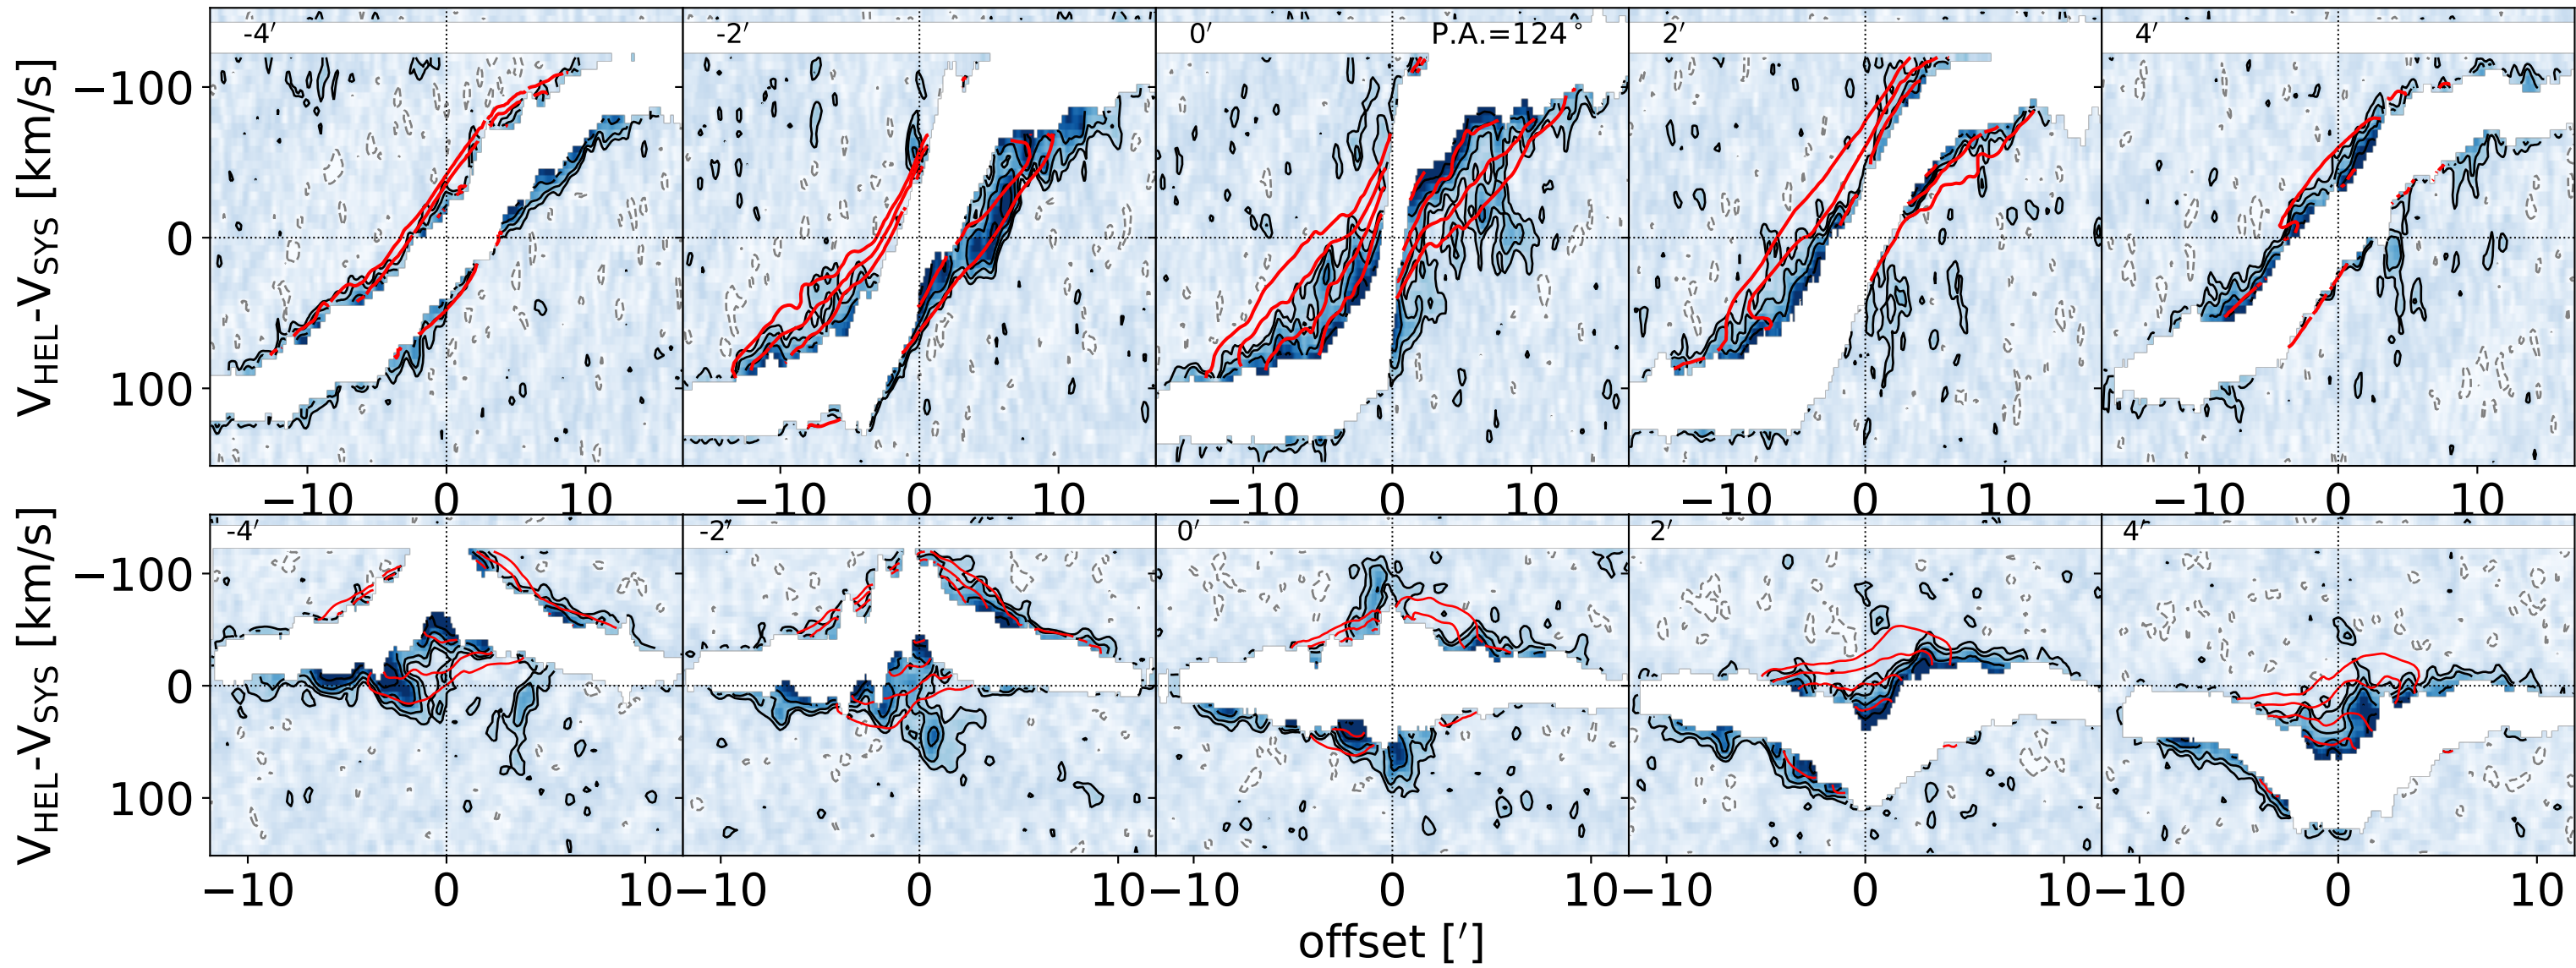 -4′ -2′ 0′ P.A.=124° 2′ 4′
V_HEL-V_SYS [km/s]
−100
0
100
−10 0 10 −10 0 10 −10 0 10 −10 0 10 −10 0 10
-4′ -2′ 0′ 2′ 4′
V_HEL-V_SYS [km/s]
−100
0
100
−10 0 10 −10 0 10 −10 0 10 −10 0 10 −10 0 10
offset [′]